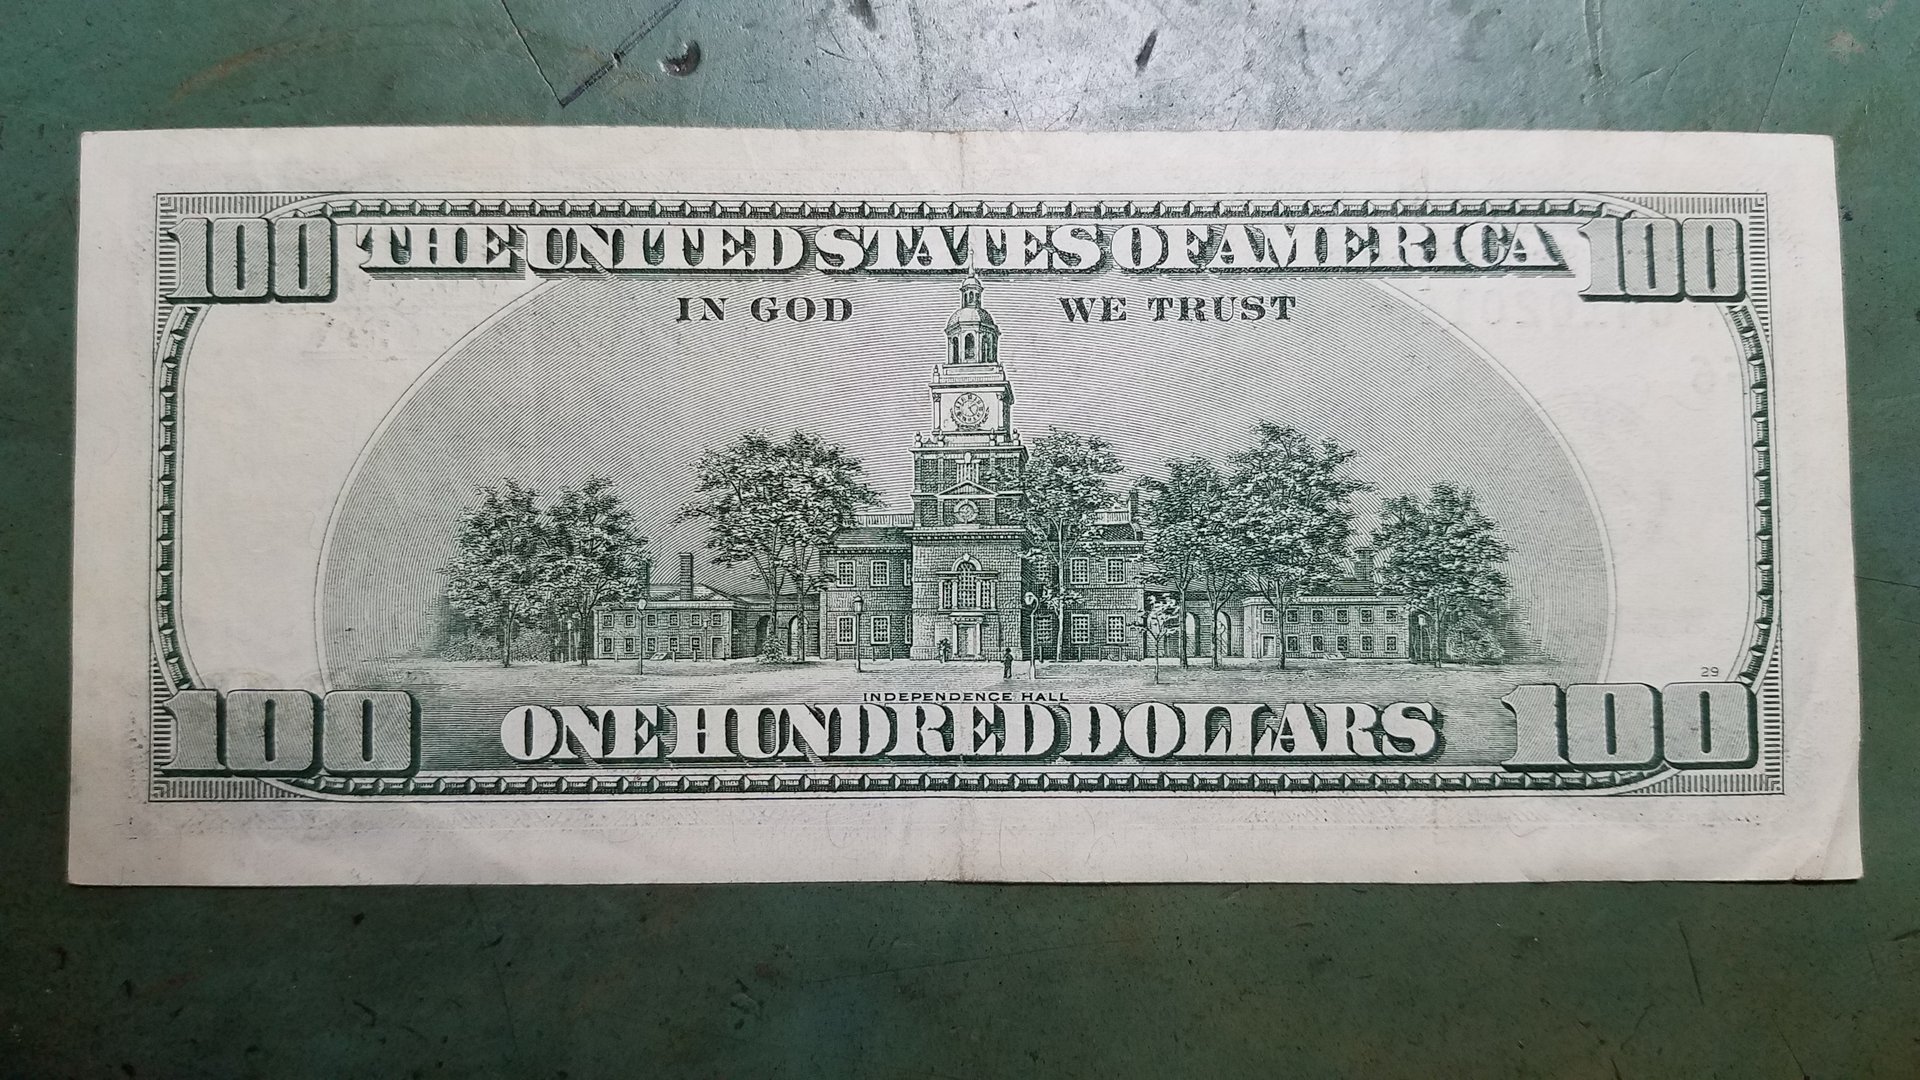 100 THE UNITED STATES OF AMERICA 100
IN GOD WE TRUST
29
INDEPENDENCE HALL
100 ONE HUNDRED DOLLARS 100